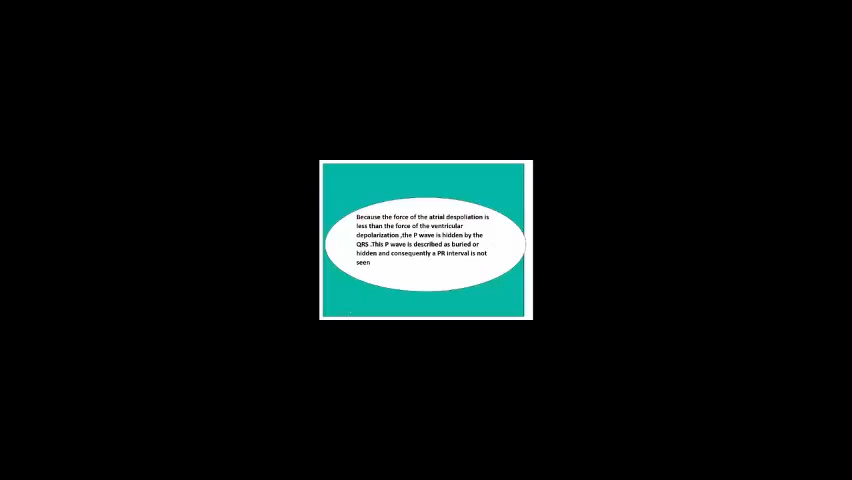 Because the force of the atrial despoliation is
less than the force of the ventricular
depolarization ,the P wave is hidden by the
QRS .This P wave is described as buried or
hidden and consequently a PR interval is not
seen